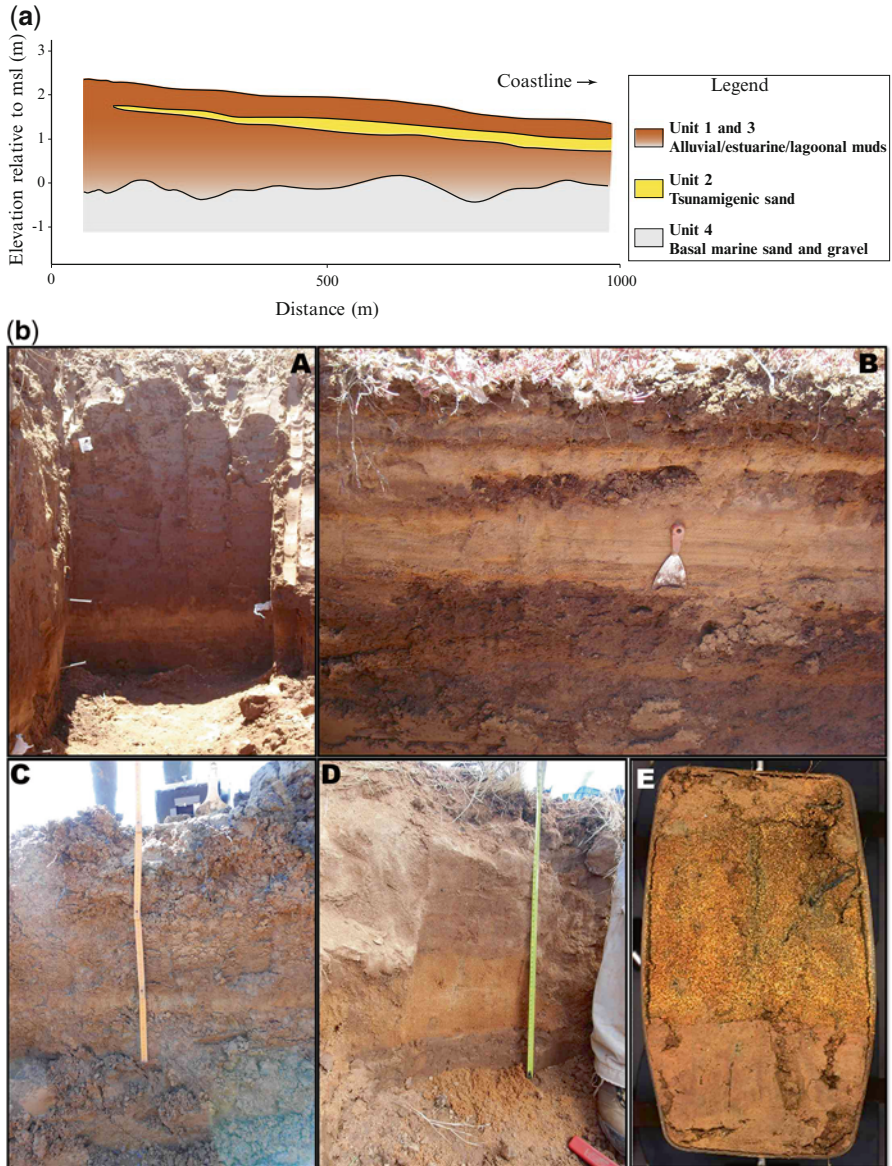 (a)
3
2
1
0
-1
Elevation relative to msl (m)
Coastline →
0
500
1000
Distance (m)
Legend
Unit 1 and 3
Alluvial/estuarine/lagoonal muds
Unit 2
Tsunamigenic sand
Unit 4
Basal marine sand and gravel
(b)
A
B
C
D
E